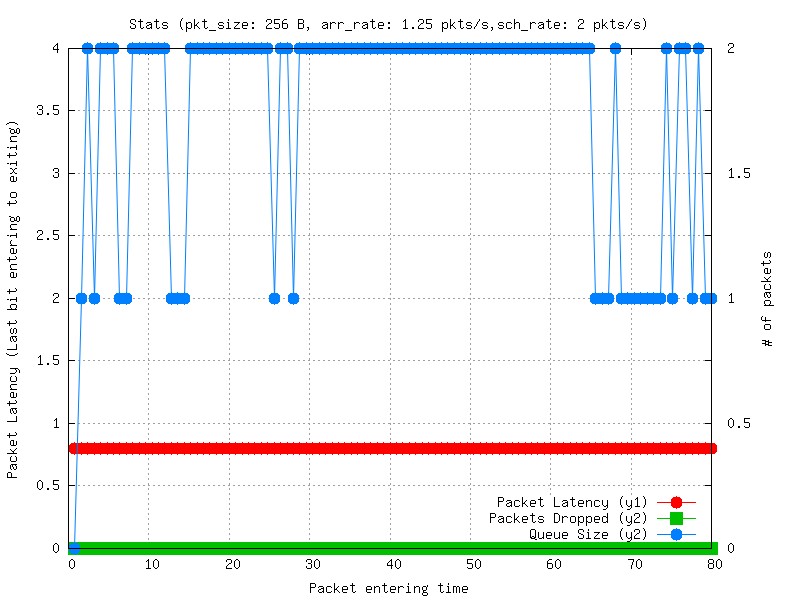 Stats (pkt_size: 256 B, arr_rate: 1.25 pkts/s,sch_rate: 2 pkts/s)
Packet Latency (Last bit entering to exiting)
4
3.5
3
2.5
2
1.5
1
0.5
0
2
1.5
1
0.5
0
# of packets
Packet Latency (y1)
Packets Dropped (y2)
Queue Size (y2)
0 10 20 30 40 50 60 70 80
Packet entering time